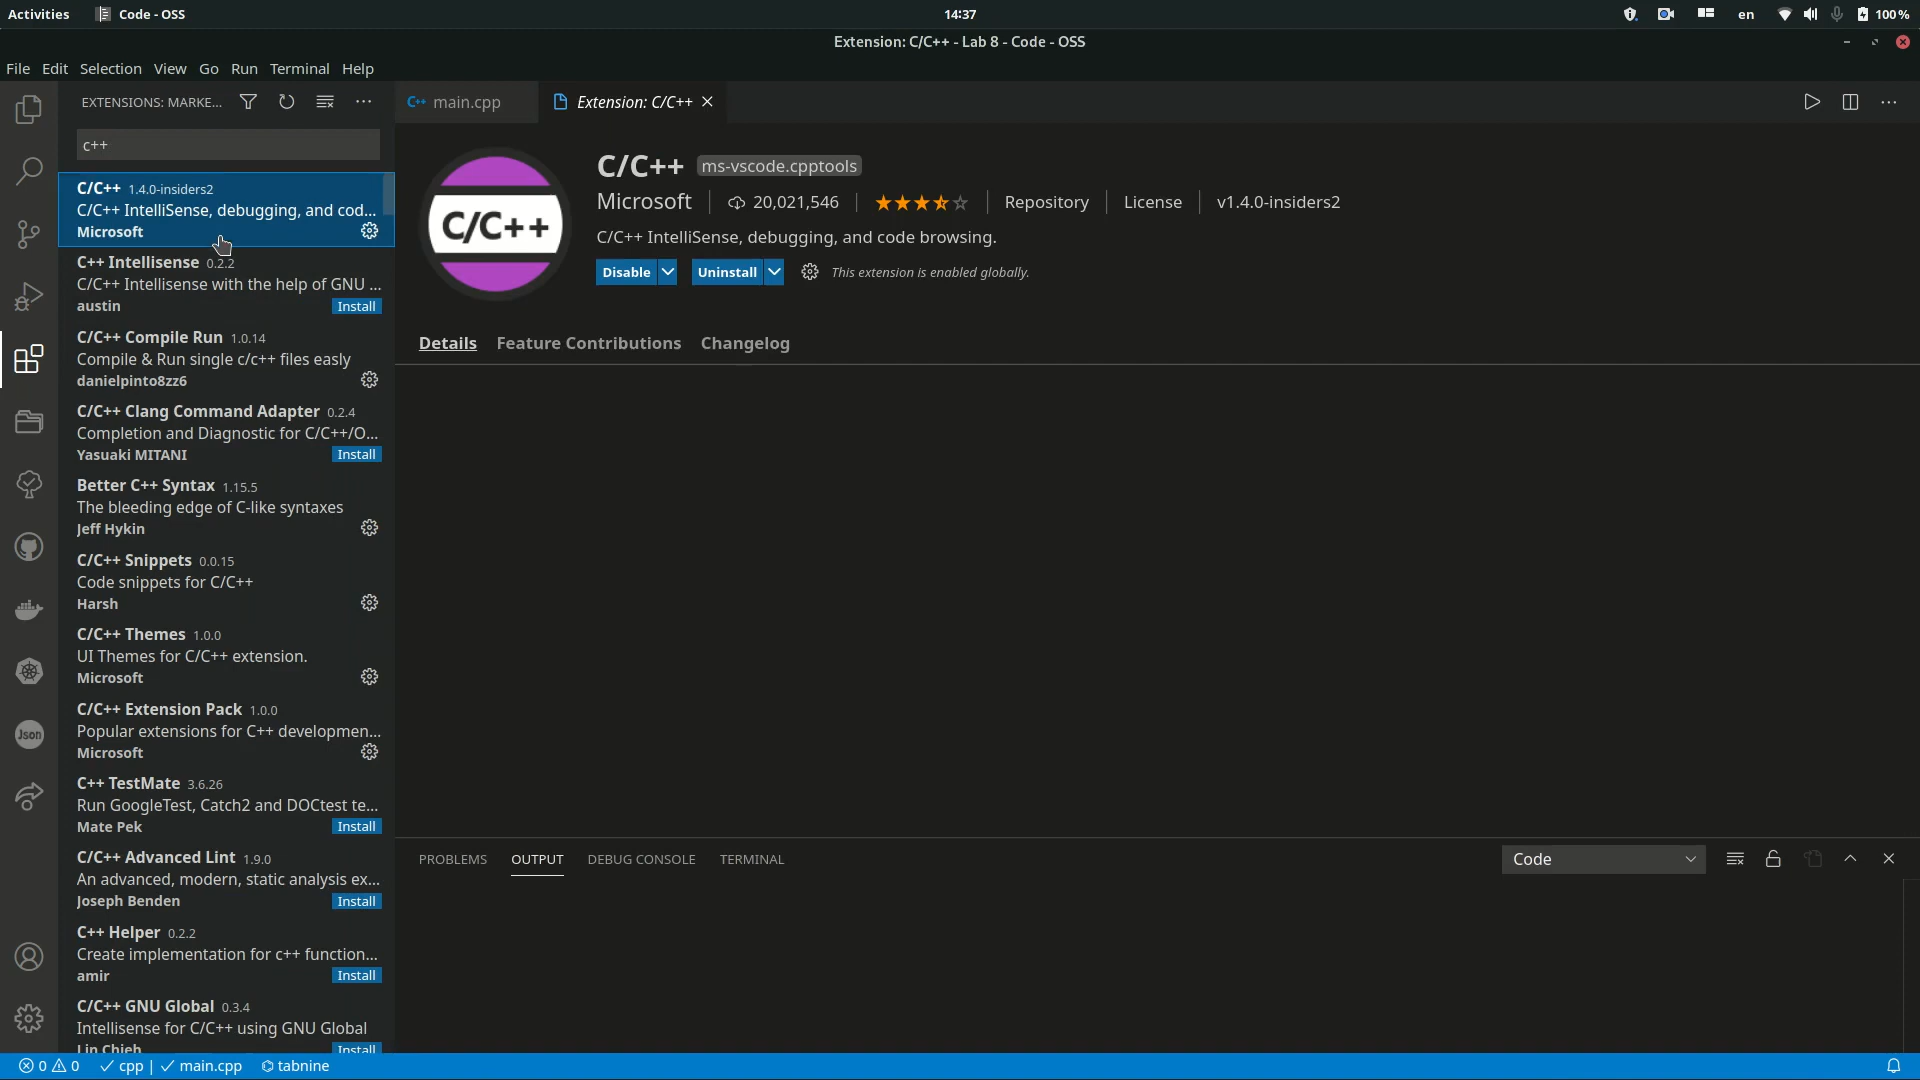 Activities
Code - OSS
14:37
en
100%
Extension: C/C++ - Lab 8 - Code - OSS
File Edit Selection View Go Run Terminal Help
EXTENSIONS: MARKE...
C++ main.cpp
Extension: C/C++
c++
C/C++ 1.4.0-insiders2
C/C++ IntelliSense, debugging, and cod...
Microsoft
C++ Intellisense 0.2.2
C/C++ Intellisense with the help of GNU ...
austin
Install
C/C++ Compile Run 1.0.14
Compile & Run single c/c++ files easly
danielpinto8zz6
C/C++ Clang Command Adapter 0.2.4
Completion and Diagnostic for C/C++/O...
Yasuaki MITANI
Install
Better C++ Syntax 1.15.5
The bleeding edge of C-like syntaxes
Jeff Hykin
C/C++ Snippets 0.0.15
Code snippets for C/C++
Harsh
C/C++ Themes 1.0.0
UI Themes for C/C++ extension.
Microsoft
C/C++ Extension Pack 1.0.0
Popular extensions for C++ developmen...
Microsoft
C++ TestMate 3.6.26
Run GoogleTest, Catch2 and DOCtest te...
Mate Pek
Install
C/C++ Advanced Lint 1.9.0
An advanced, modern, static analysis ex...
Joseph Benden
Install
C++ Helper 0.2.2
Create implementation for c++ function...
amir
Install
C/C++ GNU Global 0.3.4
Intellisense for C/C++ using GNU Global
Lin Chieh
Install
Json
C/C++
C/C++ ms-vscode.cpptools
Microsoft
20,021,546
Repository
License
v1.4.0-insiders2
C/C++ IntelliSense, debugging, and code browsing.
Disable
Uninstall
This extension is enabled globally.
Details Feature Contributions Changelog
PROBLEMS OUTPUT DEBUG CONSOLE TERMINAL
Code
0 0 cpp | main.cpp tabnine